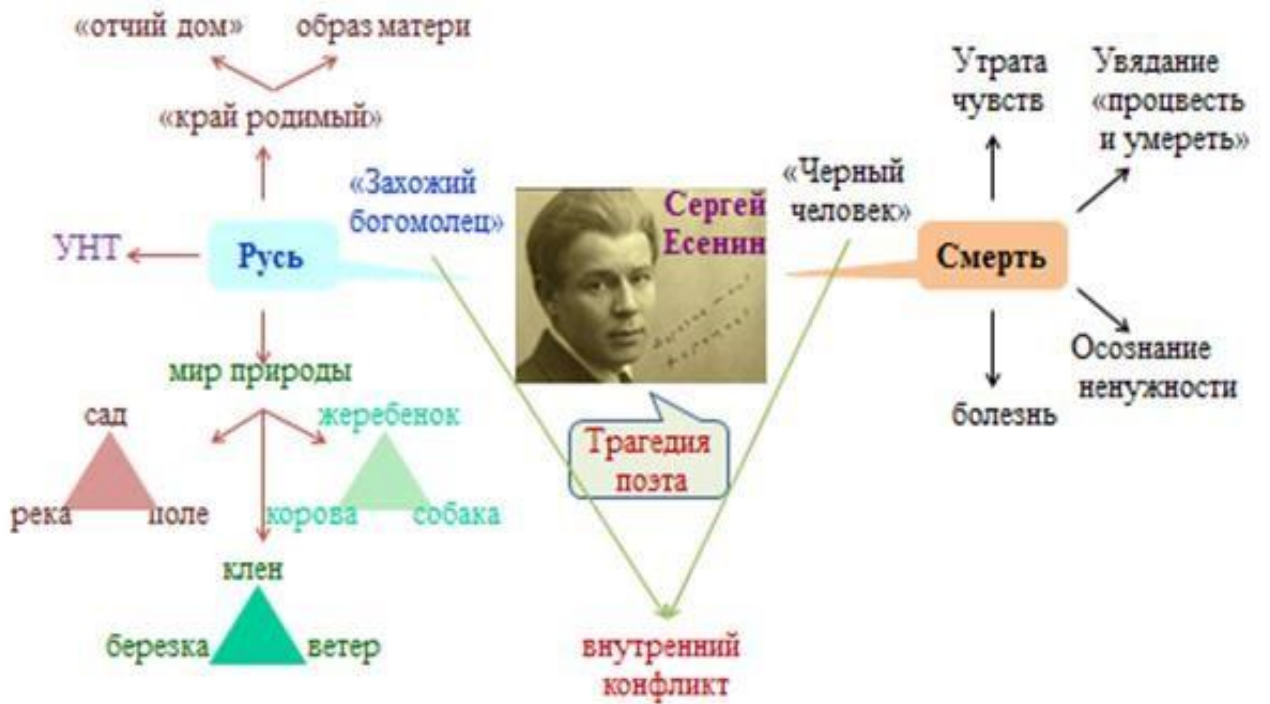 «отчий дом»
образ матери
«край родимый»
УНТ
Русь
«Захожий
богомолец»
мир природы
сад
река
поле
жеребенок
корова
собака
клен
березка
ветер
Сергей
Есенин
Трагедия
поэта
внутренний
конфликт
«Черный
человек»
Смерть
Утрата
чувств
Увядание
«процвесть
и умереть»
Осознание
ненужности
болезнь